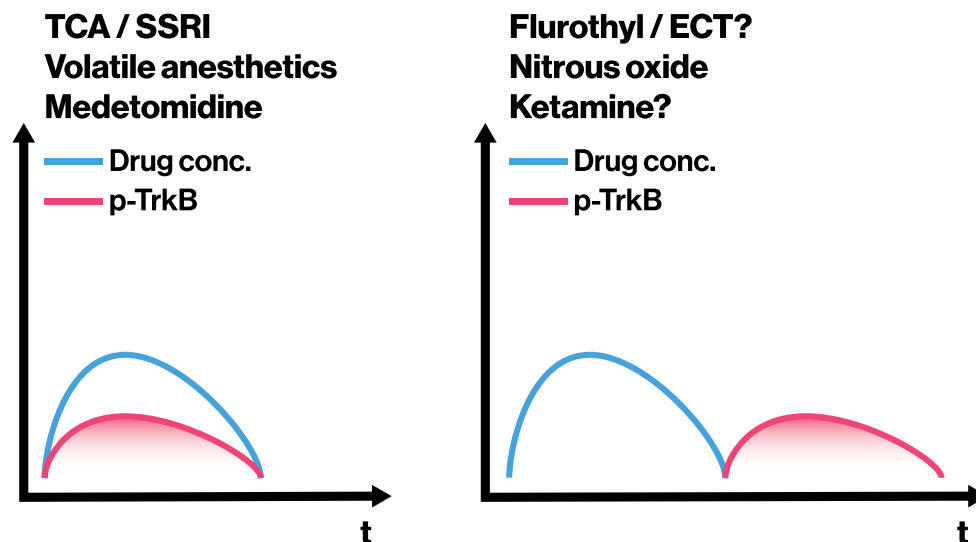 TCA / SSRI
Volatile anesthetics
Medetomidine
Drug conc.
p-TrkB
t
Flurothyl / ECT?
Nitrous oxide
Ketamine?
Drug conc.
p-TrkB
t